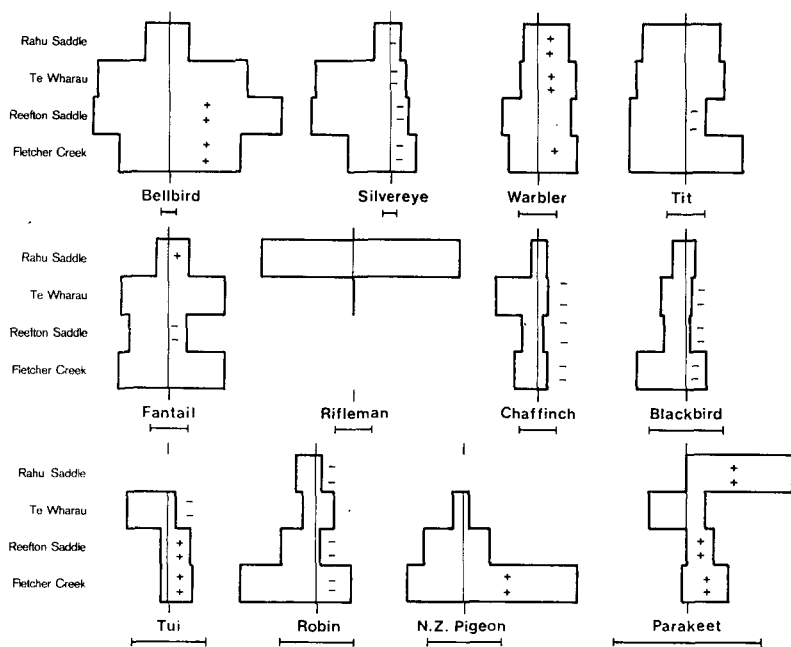 Rahu Saddle
Te Wharau
Reefton Saddle
Fletcher Creek
Bellbird Silvereye Warbler Tit
Rahu Saddle
Te Wharau
Reefton Saddle
Fletcher Creek
Fantail Rifleman Chaffinch Blackbird
Rahu Saddle
Te Wharau
Reefton Saddle
Fletcher Creek
Tui Robin N.Z. Pigeon Parakeet